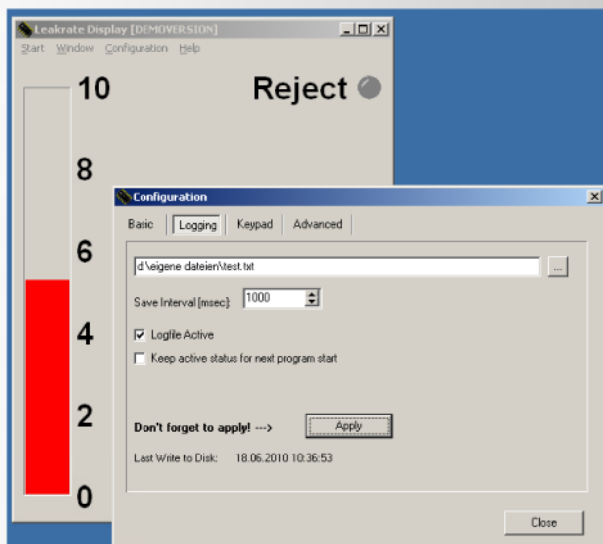 Leakrate Display [DEMOVERSION]
Start Window Configuration Help
10
Reject
8
6
4
2
0
Configuration
Basic Logging Keypad Advanced
d:\eigene dateien\test.txt
...
Save Interval [msec]: 1000
Logfile Active
Keep active status for next program start
Don't forget to apply! ---> Apply
Last Write to Disk: 18.06.2010 10:36:53
Close